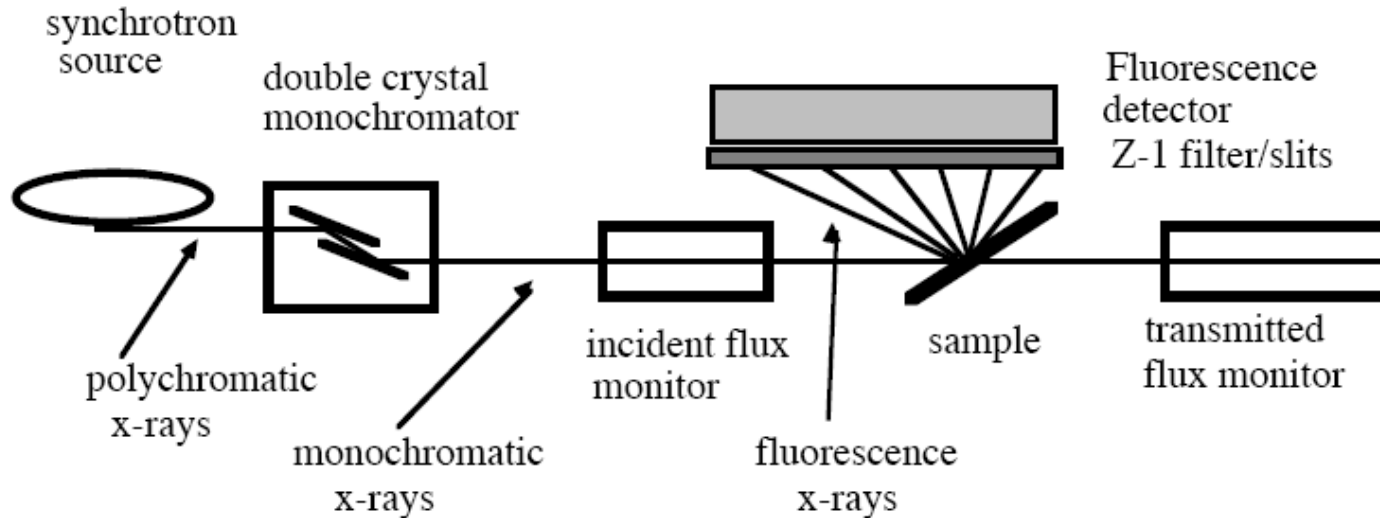 synchrotron
source
double crystal
monochromator
Fluorescence
detector
Z-1 filter/slits
incident flux
monitor
sample
transmitted
flux monitor
polychromatic
x-rays
monochromatic
x-rays
fluorescence
x-rays